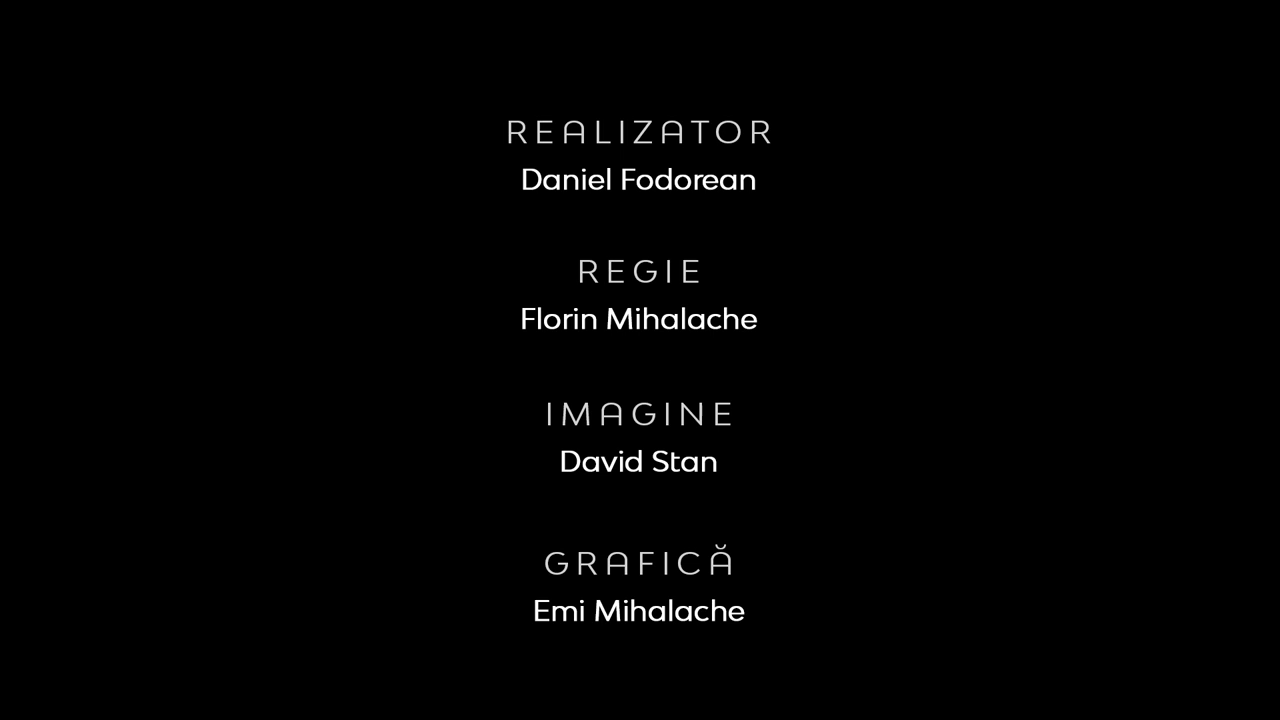 REALIZATOR
Daniel Fodorean
REGIE
Florin Mihalache
IMAGINE
David Stan
GRAFICĂ
Emi Mihalache